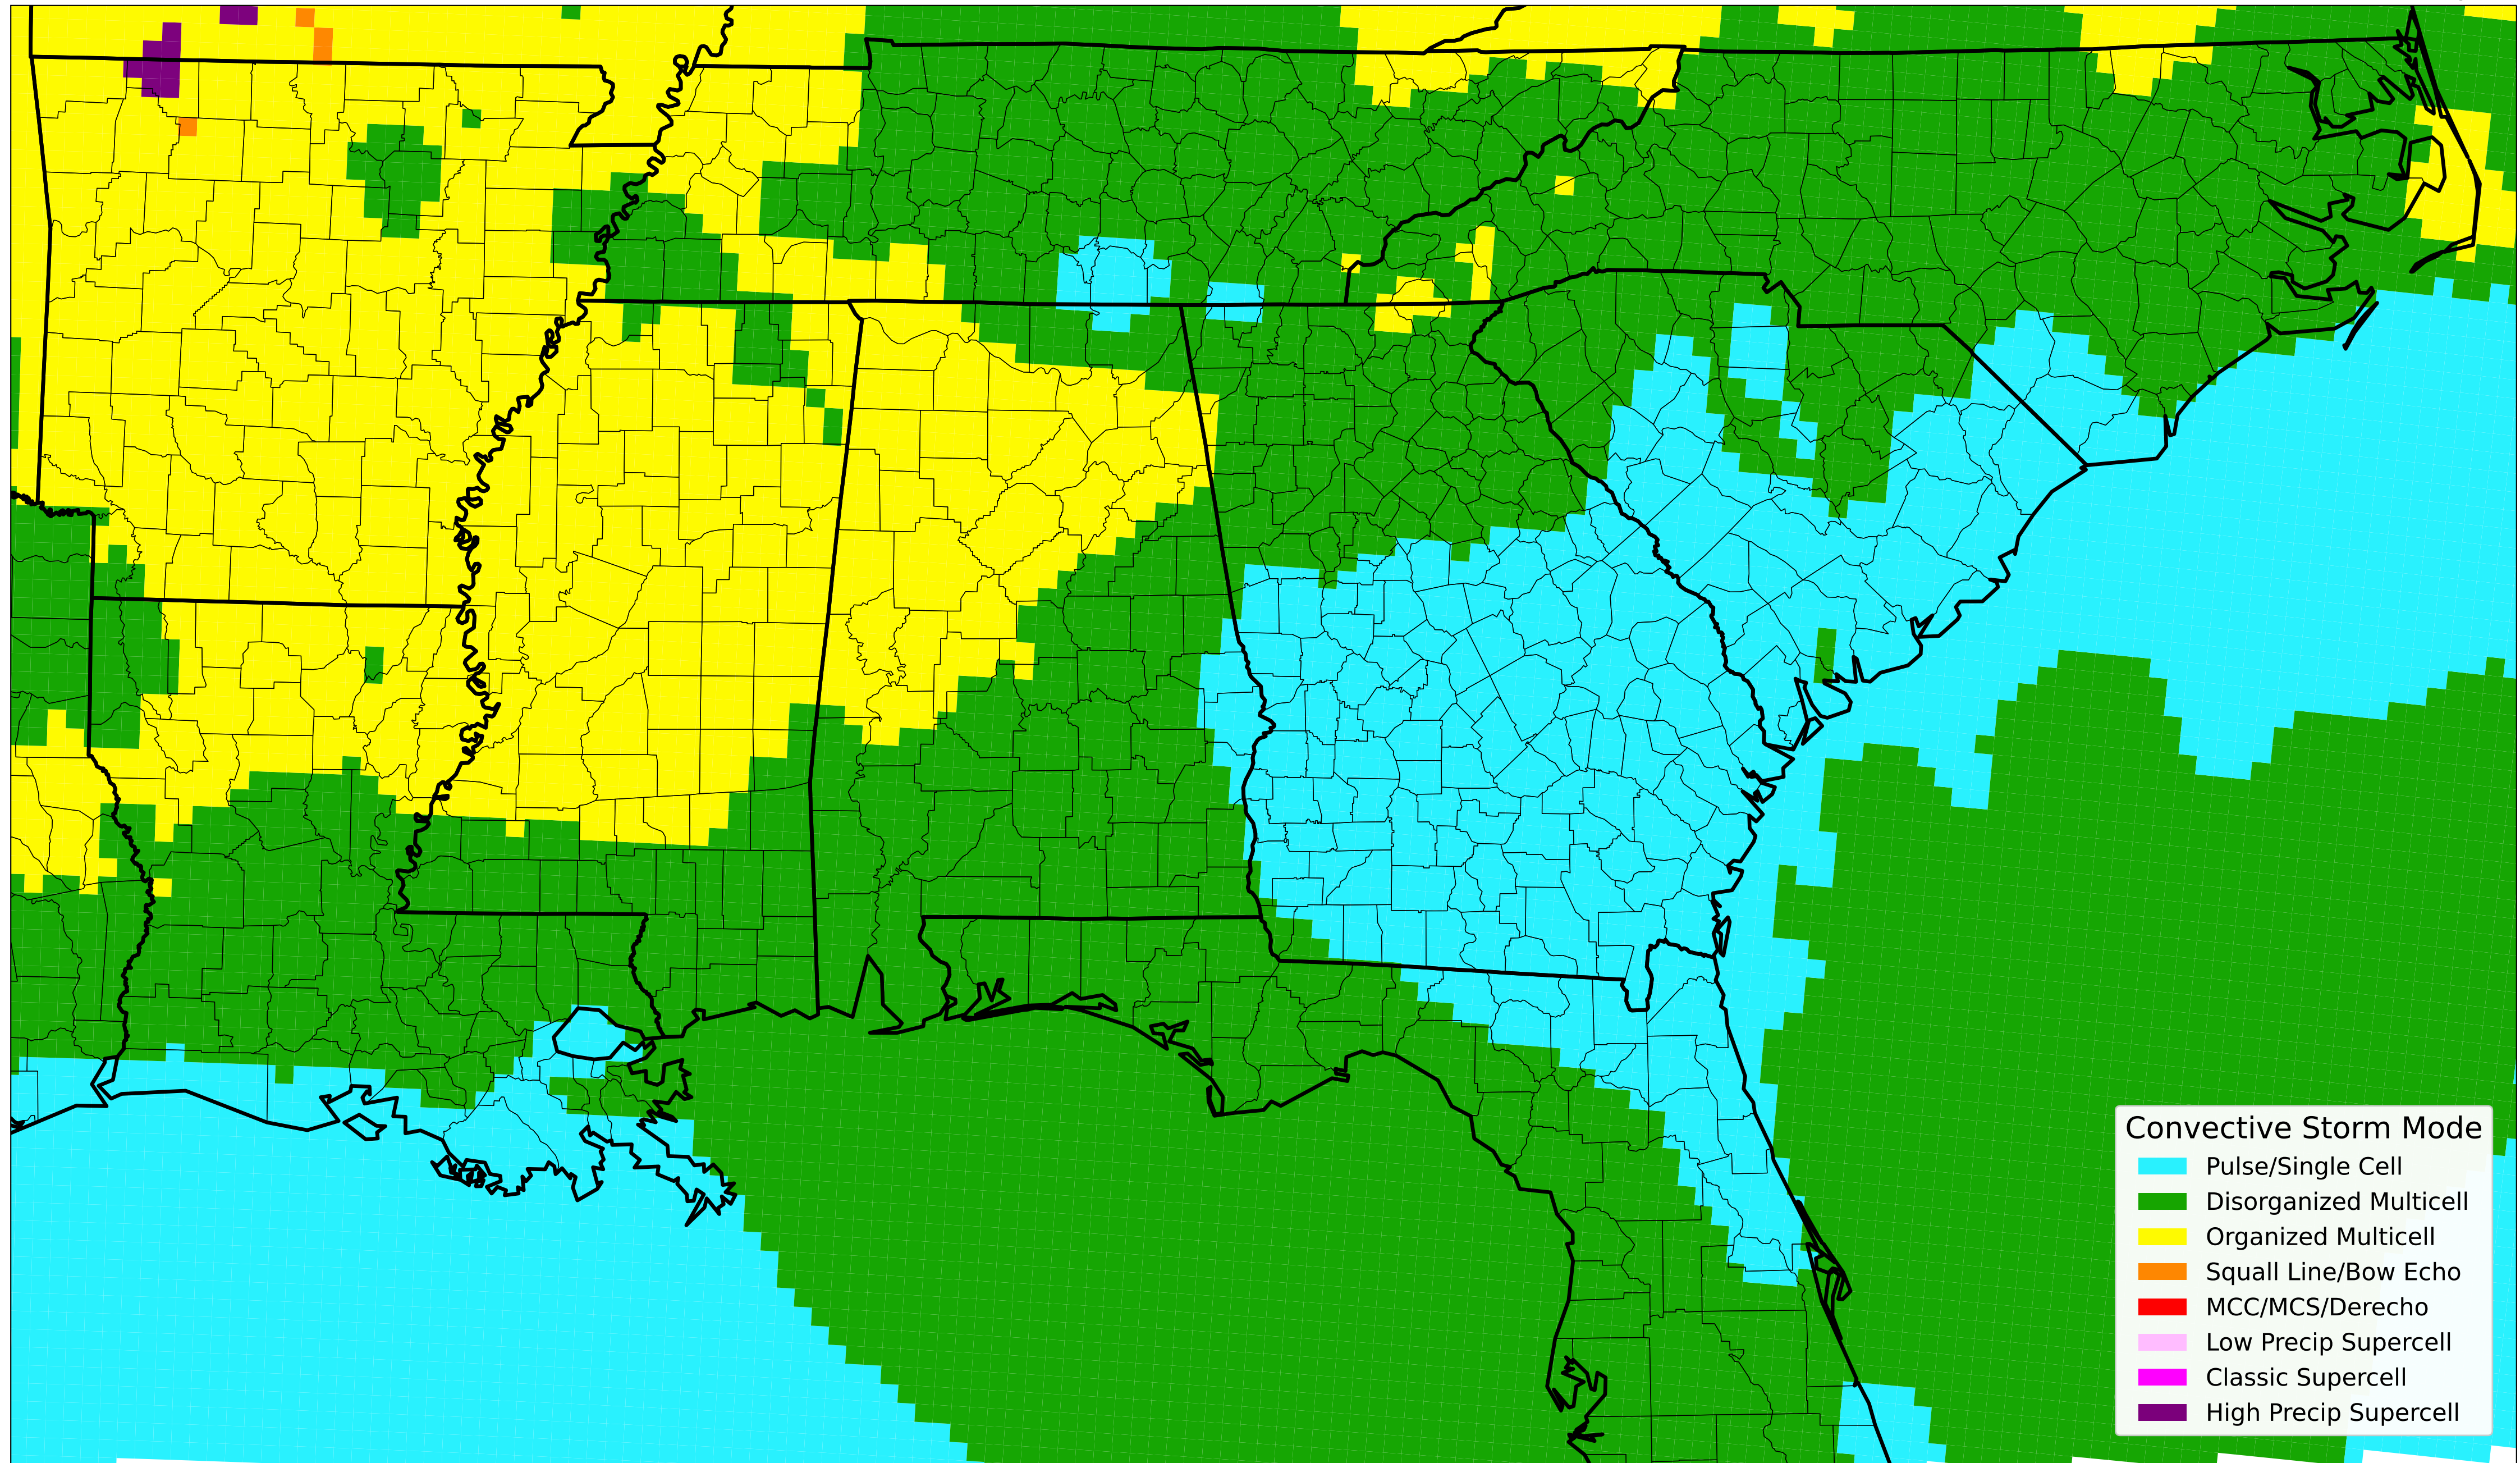 Convective Storm Mode
Pulse/Single Cell
Disorganized Multicell
Organized Multicell
Squall Line/Bow Echo
MCC/MCS/Derecho
Low Precip Supercell
Classic Supercell
High Precip Supercell